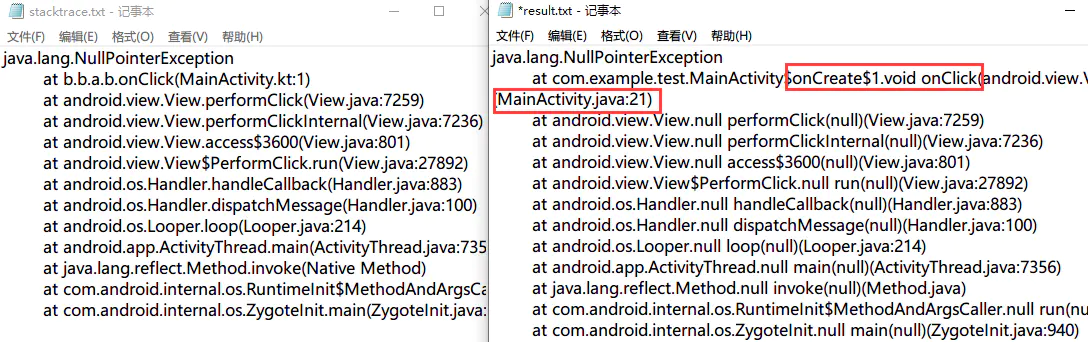 stacktrace.txt - 记事本
文件(F) 编辑(E) 格式(O) 查看(V) 帮助(H)
java.lang.NullPointerException
at b.b.a.b.onClick(MainActivity.kt:1)
at android.view.View.performClick(View.java:7259)
at android.view.View.performClickInternal(View.java:7236)
at android.view.View.access$3600(View.java:801)
at android.view.View$PerformClick.run(View.java:27892)
at android.os.Handler.handleCallback(Handler.java:883)
at android.os.Handler.dispatchMessage(Handler.java:100)
at android.os.Looper.loop(Looper.java:214)
at android.app.ActivityThread.main(ActivityThread.java:735
at java.lang.reflect.Method.invoke(Native Method)
at com.android.internal.os.RuntimeInit$MethodAndArgsCa
at com.android.internal.os.ZygoteInit.main(ZygoteInit.java:
*result.txt - 记事本
文件(F) 编辑(E) 格式(O) 查看(V) 帮助(H)
java.lang.NullPointerException
at com.example.test.MainActivity$onCreate$1.void onClick(android.view.V
(MainActivity.java:21)
at android.view.View.null performClick(null)(View.java:7259)
at android.view.View.null performClickInternal(null)(View.java:7236)
at android.view.View.null access$3600(null)(View.java:801)
at android.view.View$PerformClick.null run(null)(View.java:27892)
at android.os.Handler.null handleCallback(null)(Handler.java:883)
at android.os.Handler.null dispatchMessage(null)(Handler.java:100)
at android.os.Looper.null loop(null)(Looper.java:214)
at android.app.ActivityThread.null main(null)(ActivityThread.java:7356)
at java.lang.reflect.Method.null invoke(null)(Method.java)
at com.android.internal.os.RuntimeInit$MethodAndArgsCaller.null run(nu
at com.android.internal.os.ZygoteInit.null main(null)(ZygoteInit.java:940)